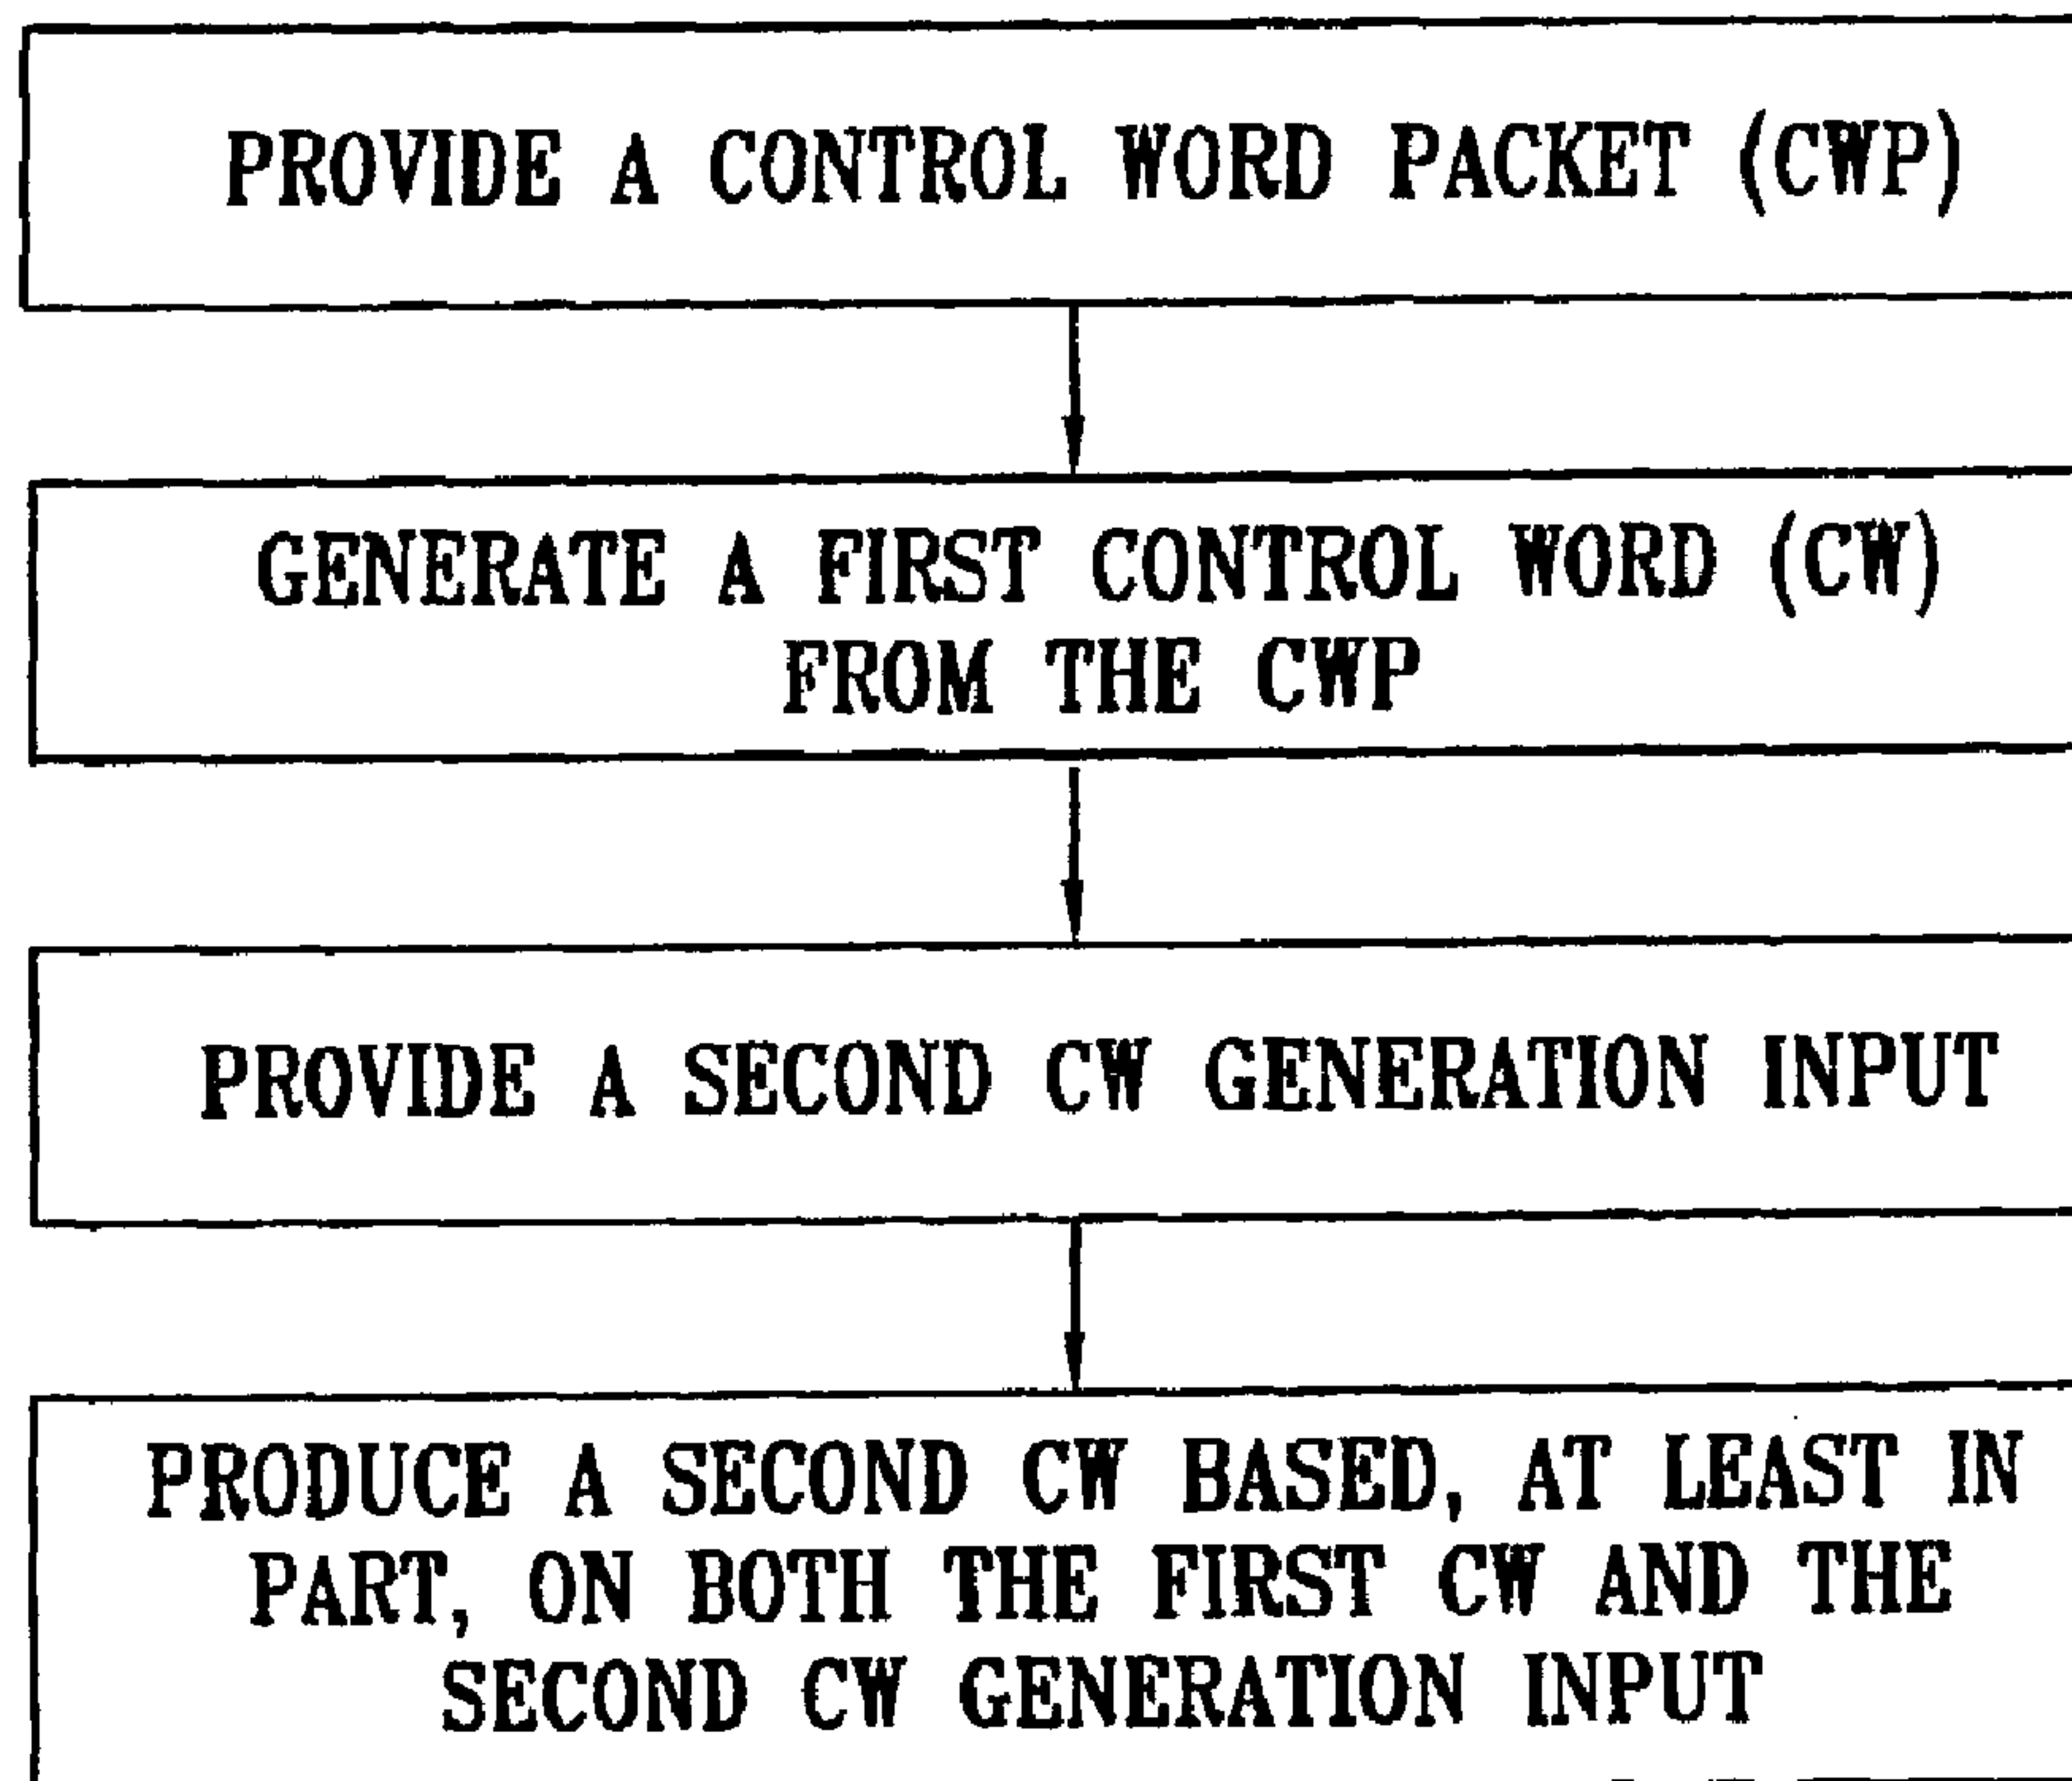 PROVIDE A CONTROL WORD PACKET (CWP)
GENERATE A FIRST CONTROL WORD (CW)
FROM THE CWP
PROVIDE A SECOND CW GENERATION INPUT
PRODUCE A SECOND CW BASED, AT LEAST IN
PART, ON BOTH THE FIRST CW AND THE
SECOND CW GENERATION INPUT